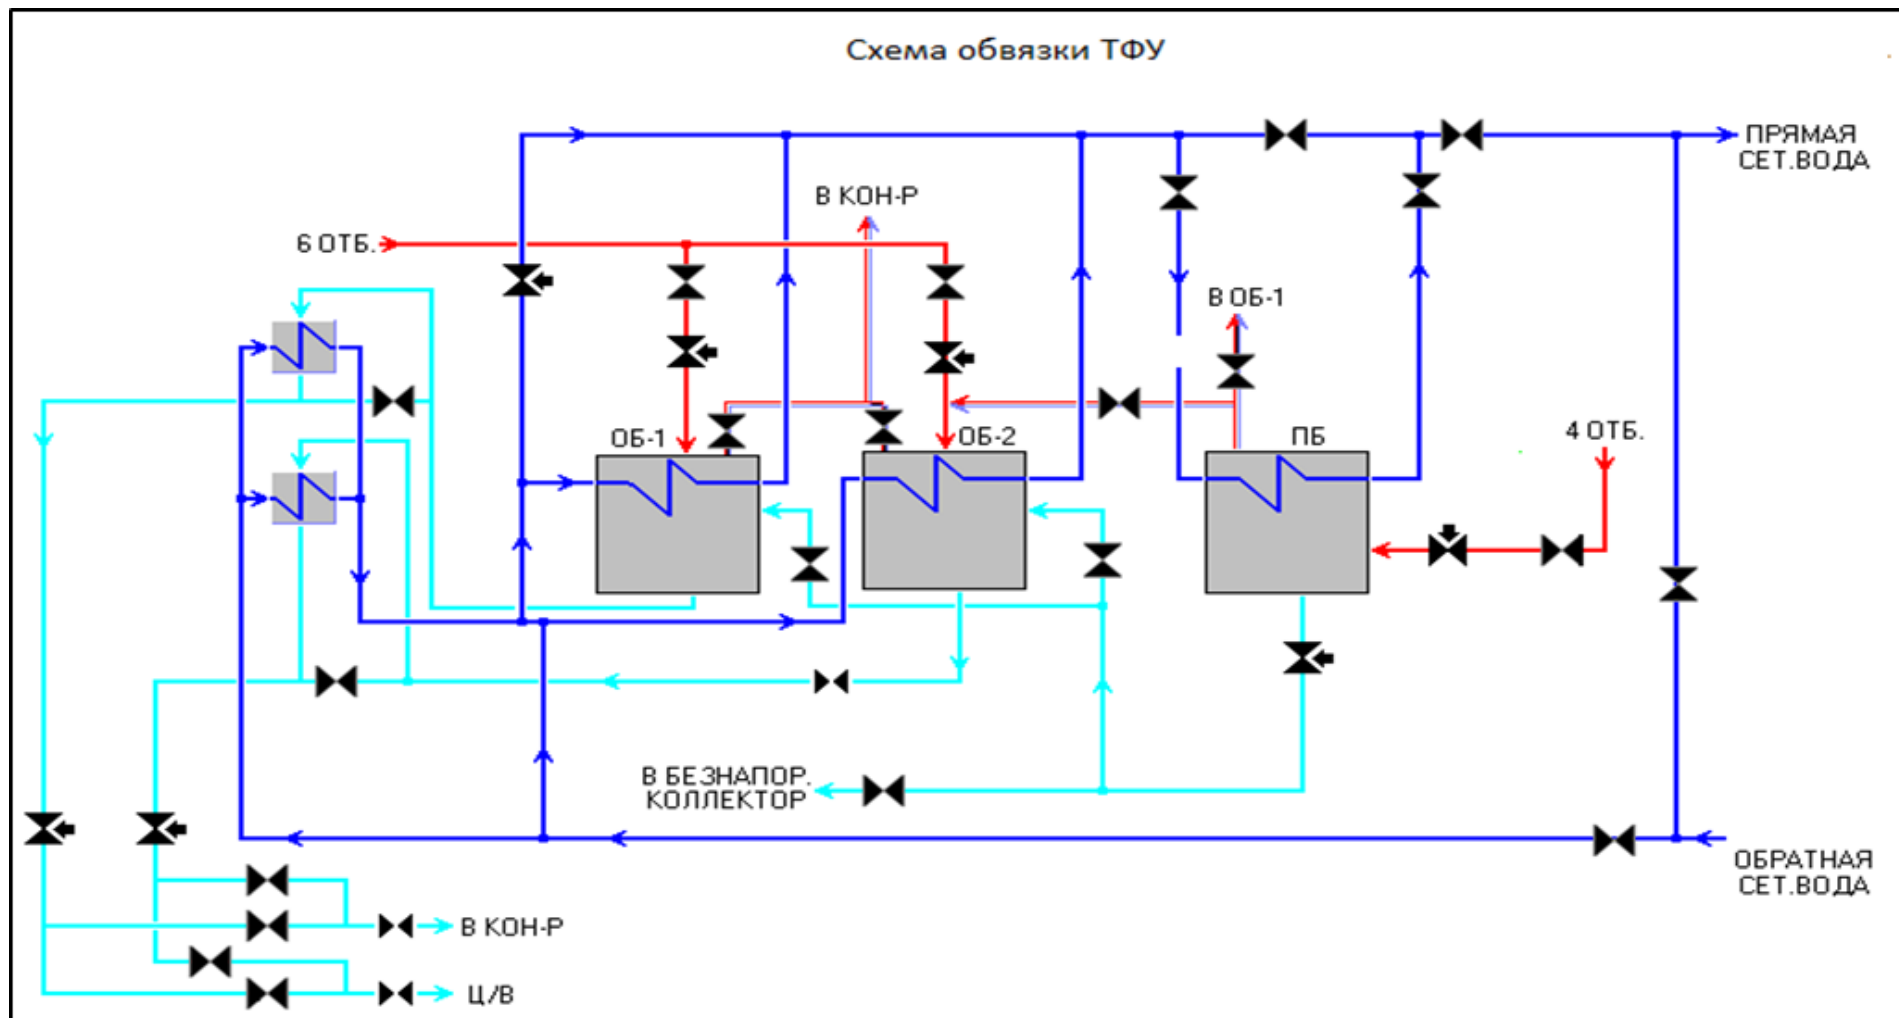 Схема обвязки ТФУ
ПРЯМАЯ
СЕТ.ВОДА
В КОН-Р
6 ОТБ.
В ОБ-1
ОБ-1
ОБ-2
ПБ
4 ОТБ.
В БЕЗНАПОР.
КОЛЛЕКТОР
ОБРАТНАЯ
СЕТ.ВОДА
В КОН-Р
Ц/В